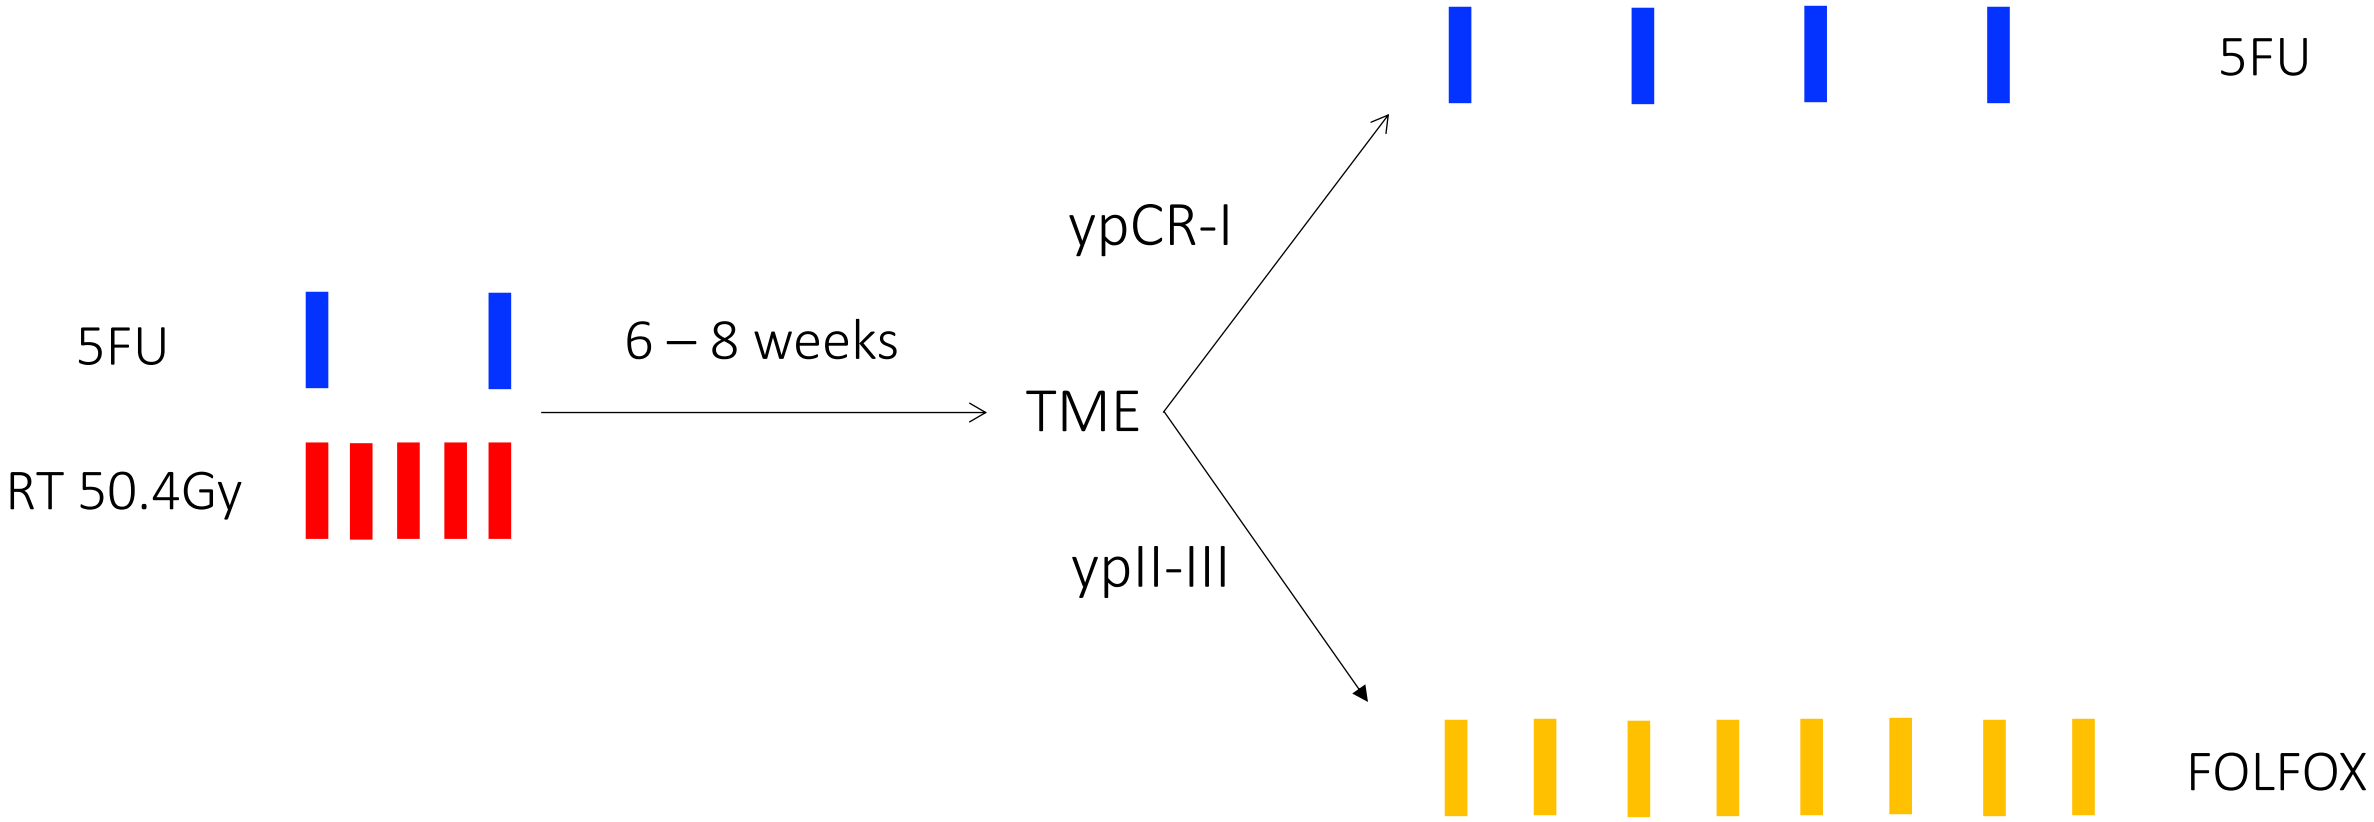 5FU
ypCR-I
5FU
6 – 8 weeks
TME
RT 50.4Gy
ypII-III
FOLFOX